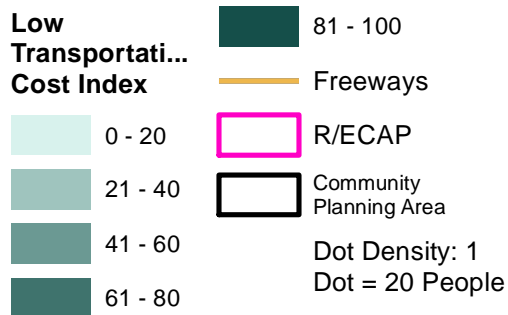 Low
Transportati...
Cost Index
0 - 20
21 - 40
41 - 60
61 - 80
81 - 100
Freeways
R/ECAP
Community
Planning Area
Dot Density: 1
Dot = 20 People